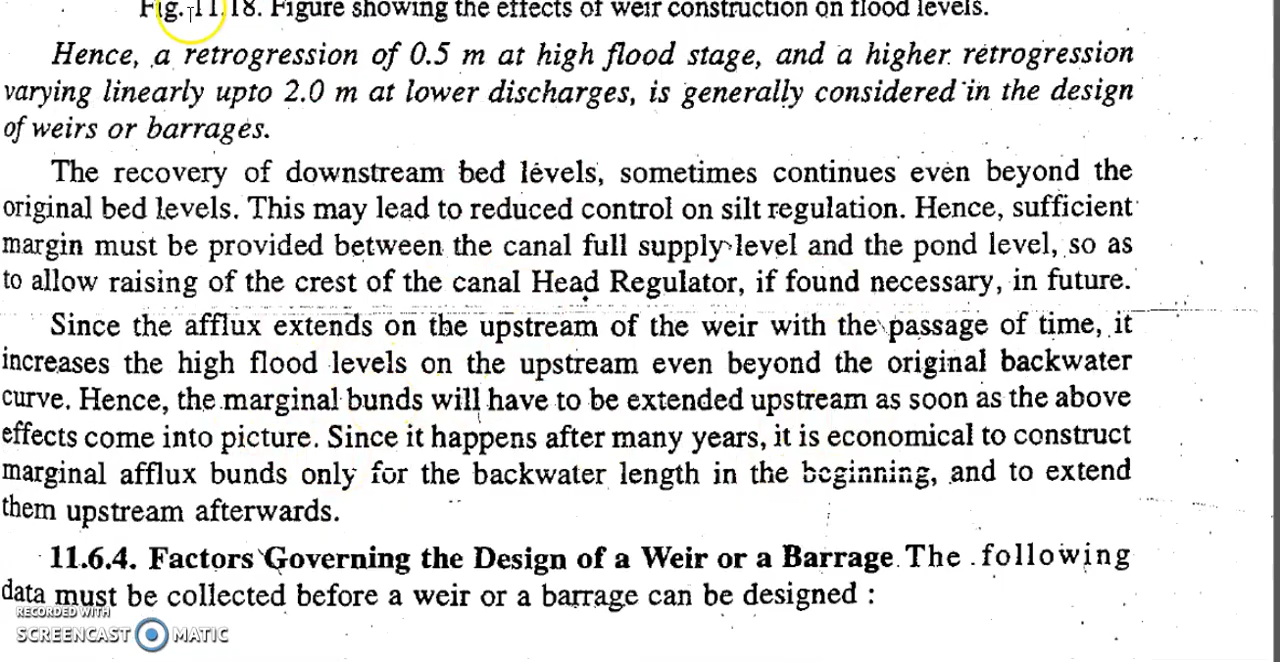 Fig. 11.18. Figure showing the effects of weir construction on flood levels.
Hence, a retrogression of 0.5 m at high flood stage, and a higher retrogression
varying linearly upto 2.0 m at lower discharges, is generally considered in the design
of weirs or barrages.
The recovery of downstream bed levels, sometimes continues even beyond the
original bed levels. This may lead to reduced control on silt regulation. Hence, sufficient
margin must be provided between the canal full supply level and the pond level, so as
to allow raising of the crest of the canal Head Regulator, if found necessary, in future.
Since the afflux extends on the upstream of the weir with the passage of time, it
increases the high flood levels on the upstream even beyond the original backwater
curve. Hence, the marginal bunds will have to be extended upstream as soon as the above
effects come into picture. Since it happens after many years, it is economical to construct
marginal afflux bunds only for the backwater length in the beginning, and to extend
them upstream afterwards.
11.6.4. Factors Governing the Design of a Weir or a Barrage. The following
data must be collected before a weir or a barrage can be designed :
RECORDED WITH
SCREENCAST MATIC